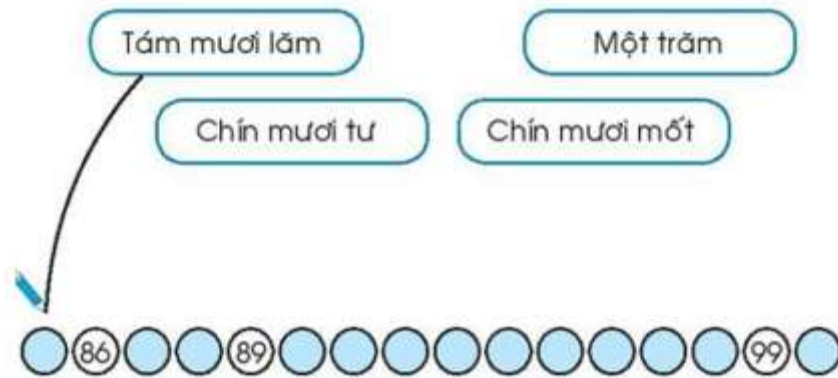 Tám mươi lăm
Một trăm
Chín mươi tư
Chín mươi mốt
86 89 99